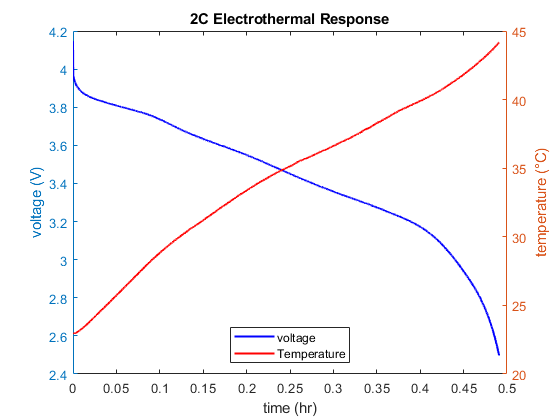 2C Electrothermal Response
4.2
4
3.8
3.6
3.4
3.2
3
2.8
2.6
2.4
voltage (V)
45
40
35
30
25
20
temperature (°C)
voltage
Temperature
0 0.05 0.1 0.15 0.2 0.25 0.3 0.35 0.4 0.45 0.5
time (hr)